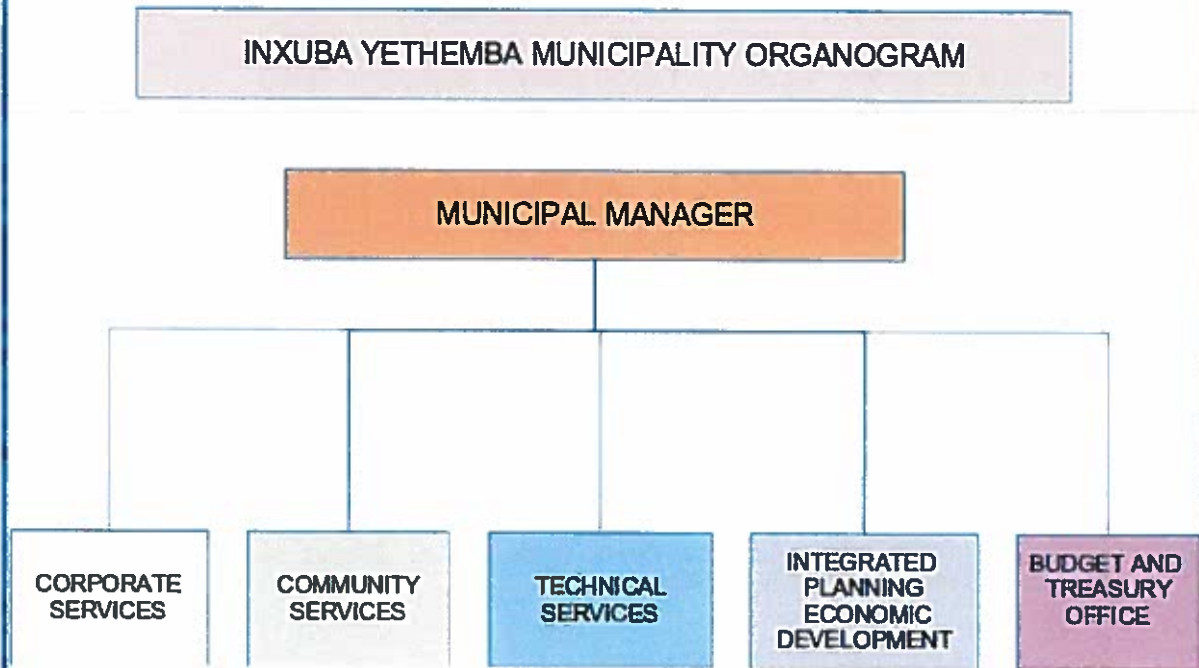 INXUBA YETHEMBA MUNICIPALITY ORGANOGRAM
MUNICIPAL MANAGER
CORPORATE
SERVICES
COMMUNITY
SERVICES
TECHNICAL
SERVICES
INTEGRATED
PLANNING
ECONOMIC
DEVELOPMENT
BUDGET AND
TREASURY
OFFICE